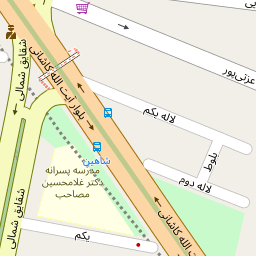 عزتی‌پور
شقایق شمالی
بلوار آیت الله کاشانی
لاله یکم
بلوط
شاهین
مدرسه پسرانه
دکتر غلامحسین
مصاحب
لاله دوم
شقایق شمالی
یکم
آیت الله کاشانی